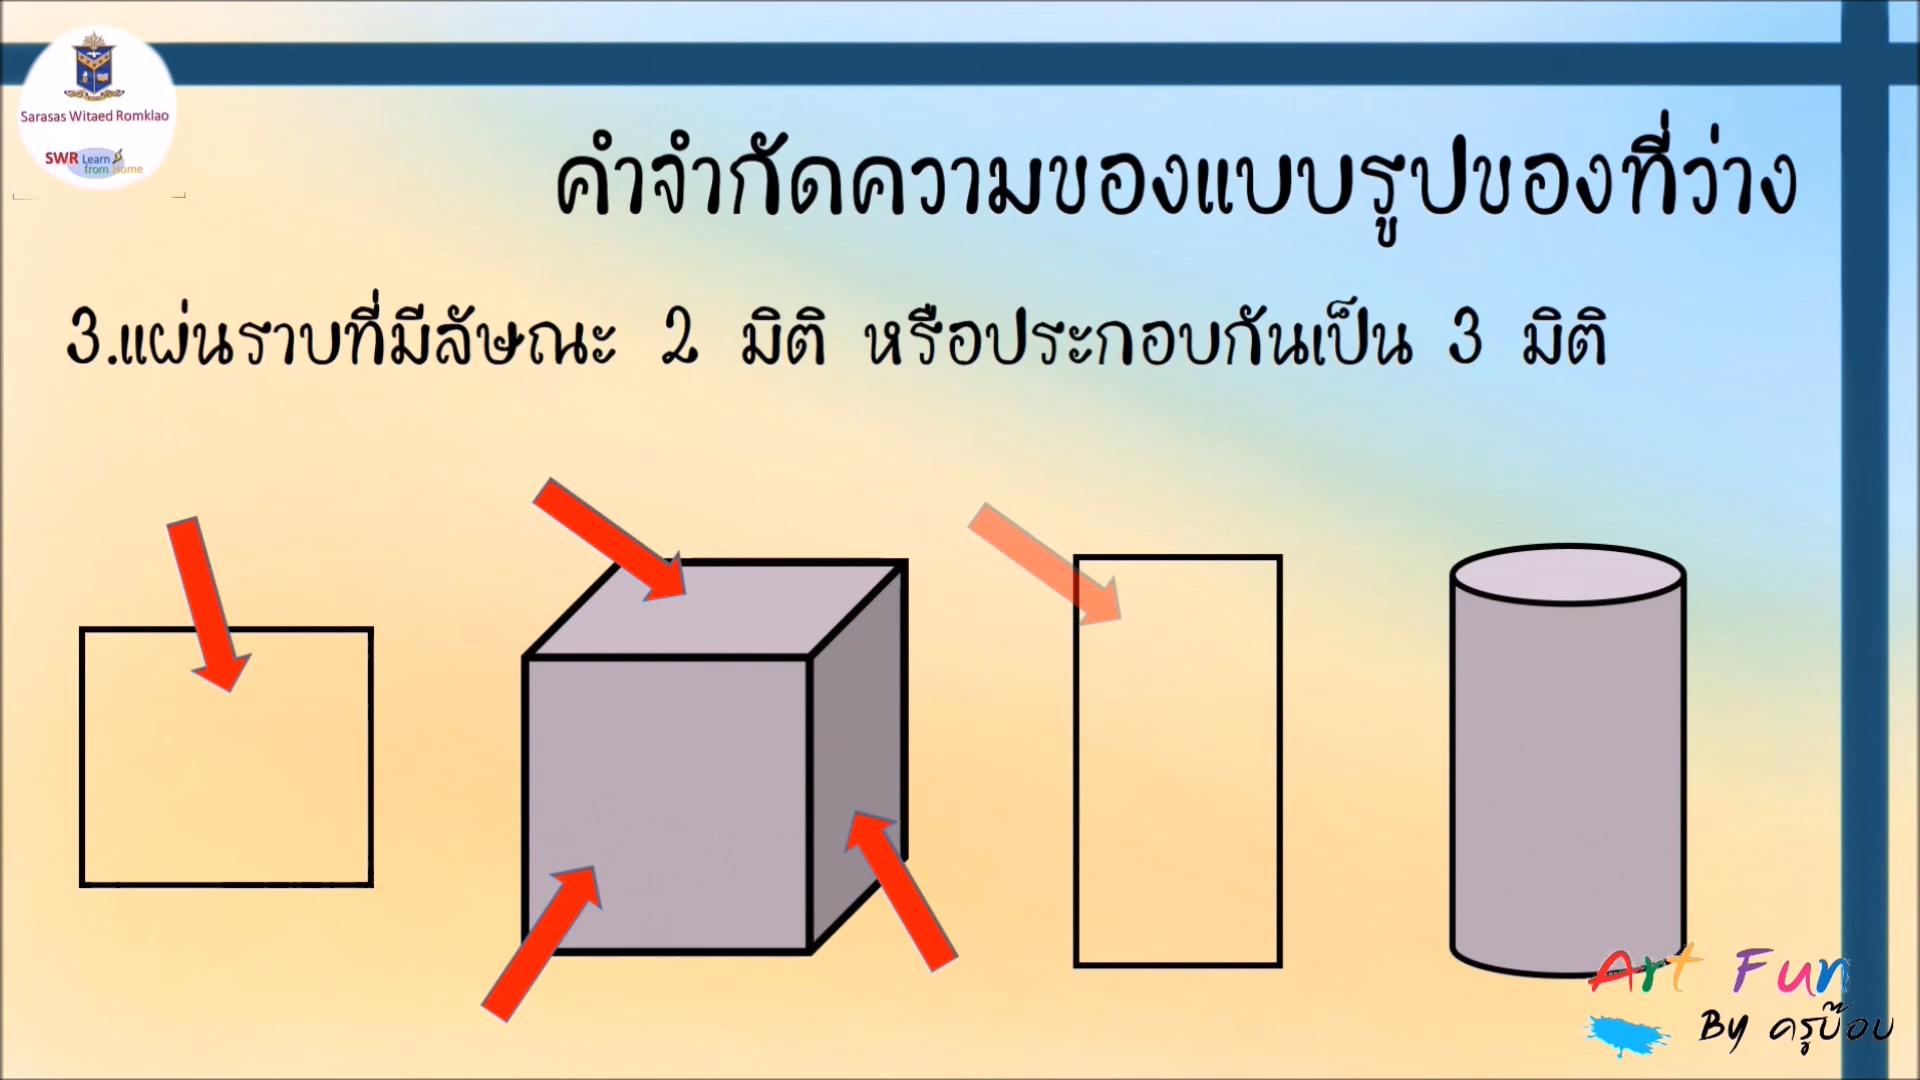 Sarasas Witaed Romklao
SWR Learn from Home
คำจำกัดความของแบบรูปของที่ว่าง
3.แผ่นราบที่มีลัษณะ 2 มิติ หรือประกอบกันเป็น 3 มิติ
Art Fun
By ครูบ๊อบ